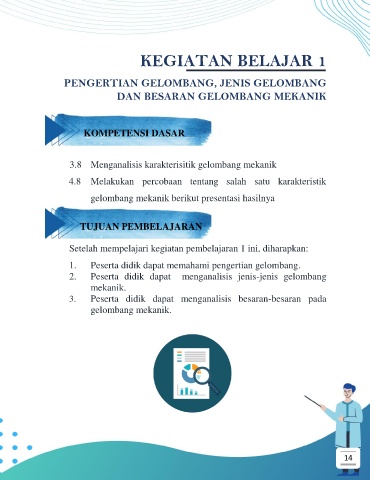 KEGIATAN BELAJAR 1
PENGERTIAN GELOMBANG, JENIS GELOMBANG
DAN BESARAN GELOMBANG MEKANIK
KOMPETENSI DASAR
3.8 Menganalisis karakterisitik gelombang mekanik
4.8 Melakukan percobaan tentang salah satu karakteristik
gelombang mekanik berikut presentasi hasilnya
TUJUAN PEMBELAJARAN
Setelah mempelajari kegiatan pembelajaran 1 ini, diharapkan:
1. Peserta didik dapat memahami pengertian gelombang.
2. Peserta didik dapat menganalisis jenis-jenis gelombang
mekanik.
3. Peserta didik dapat menganalisis besaran-besaran pada
gelombang mekanik.
14